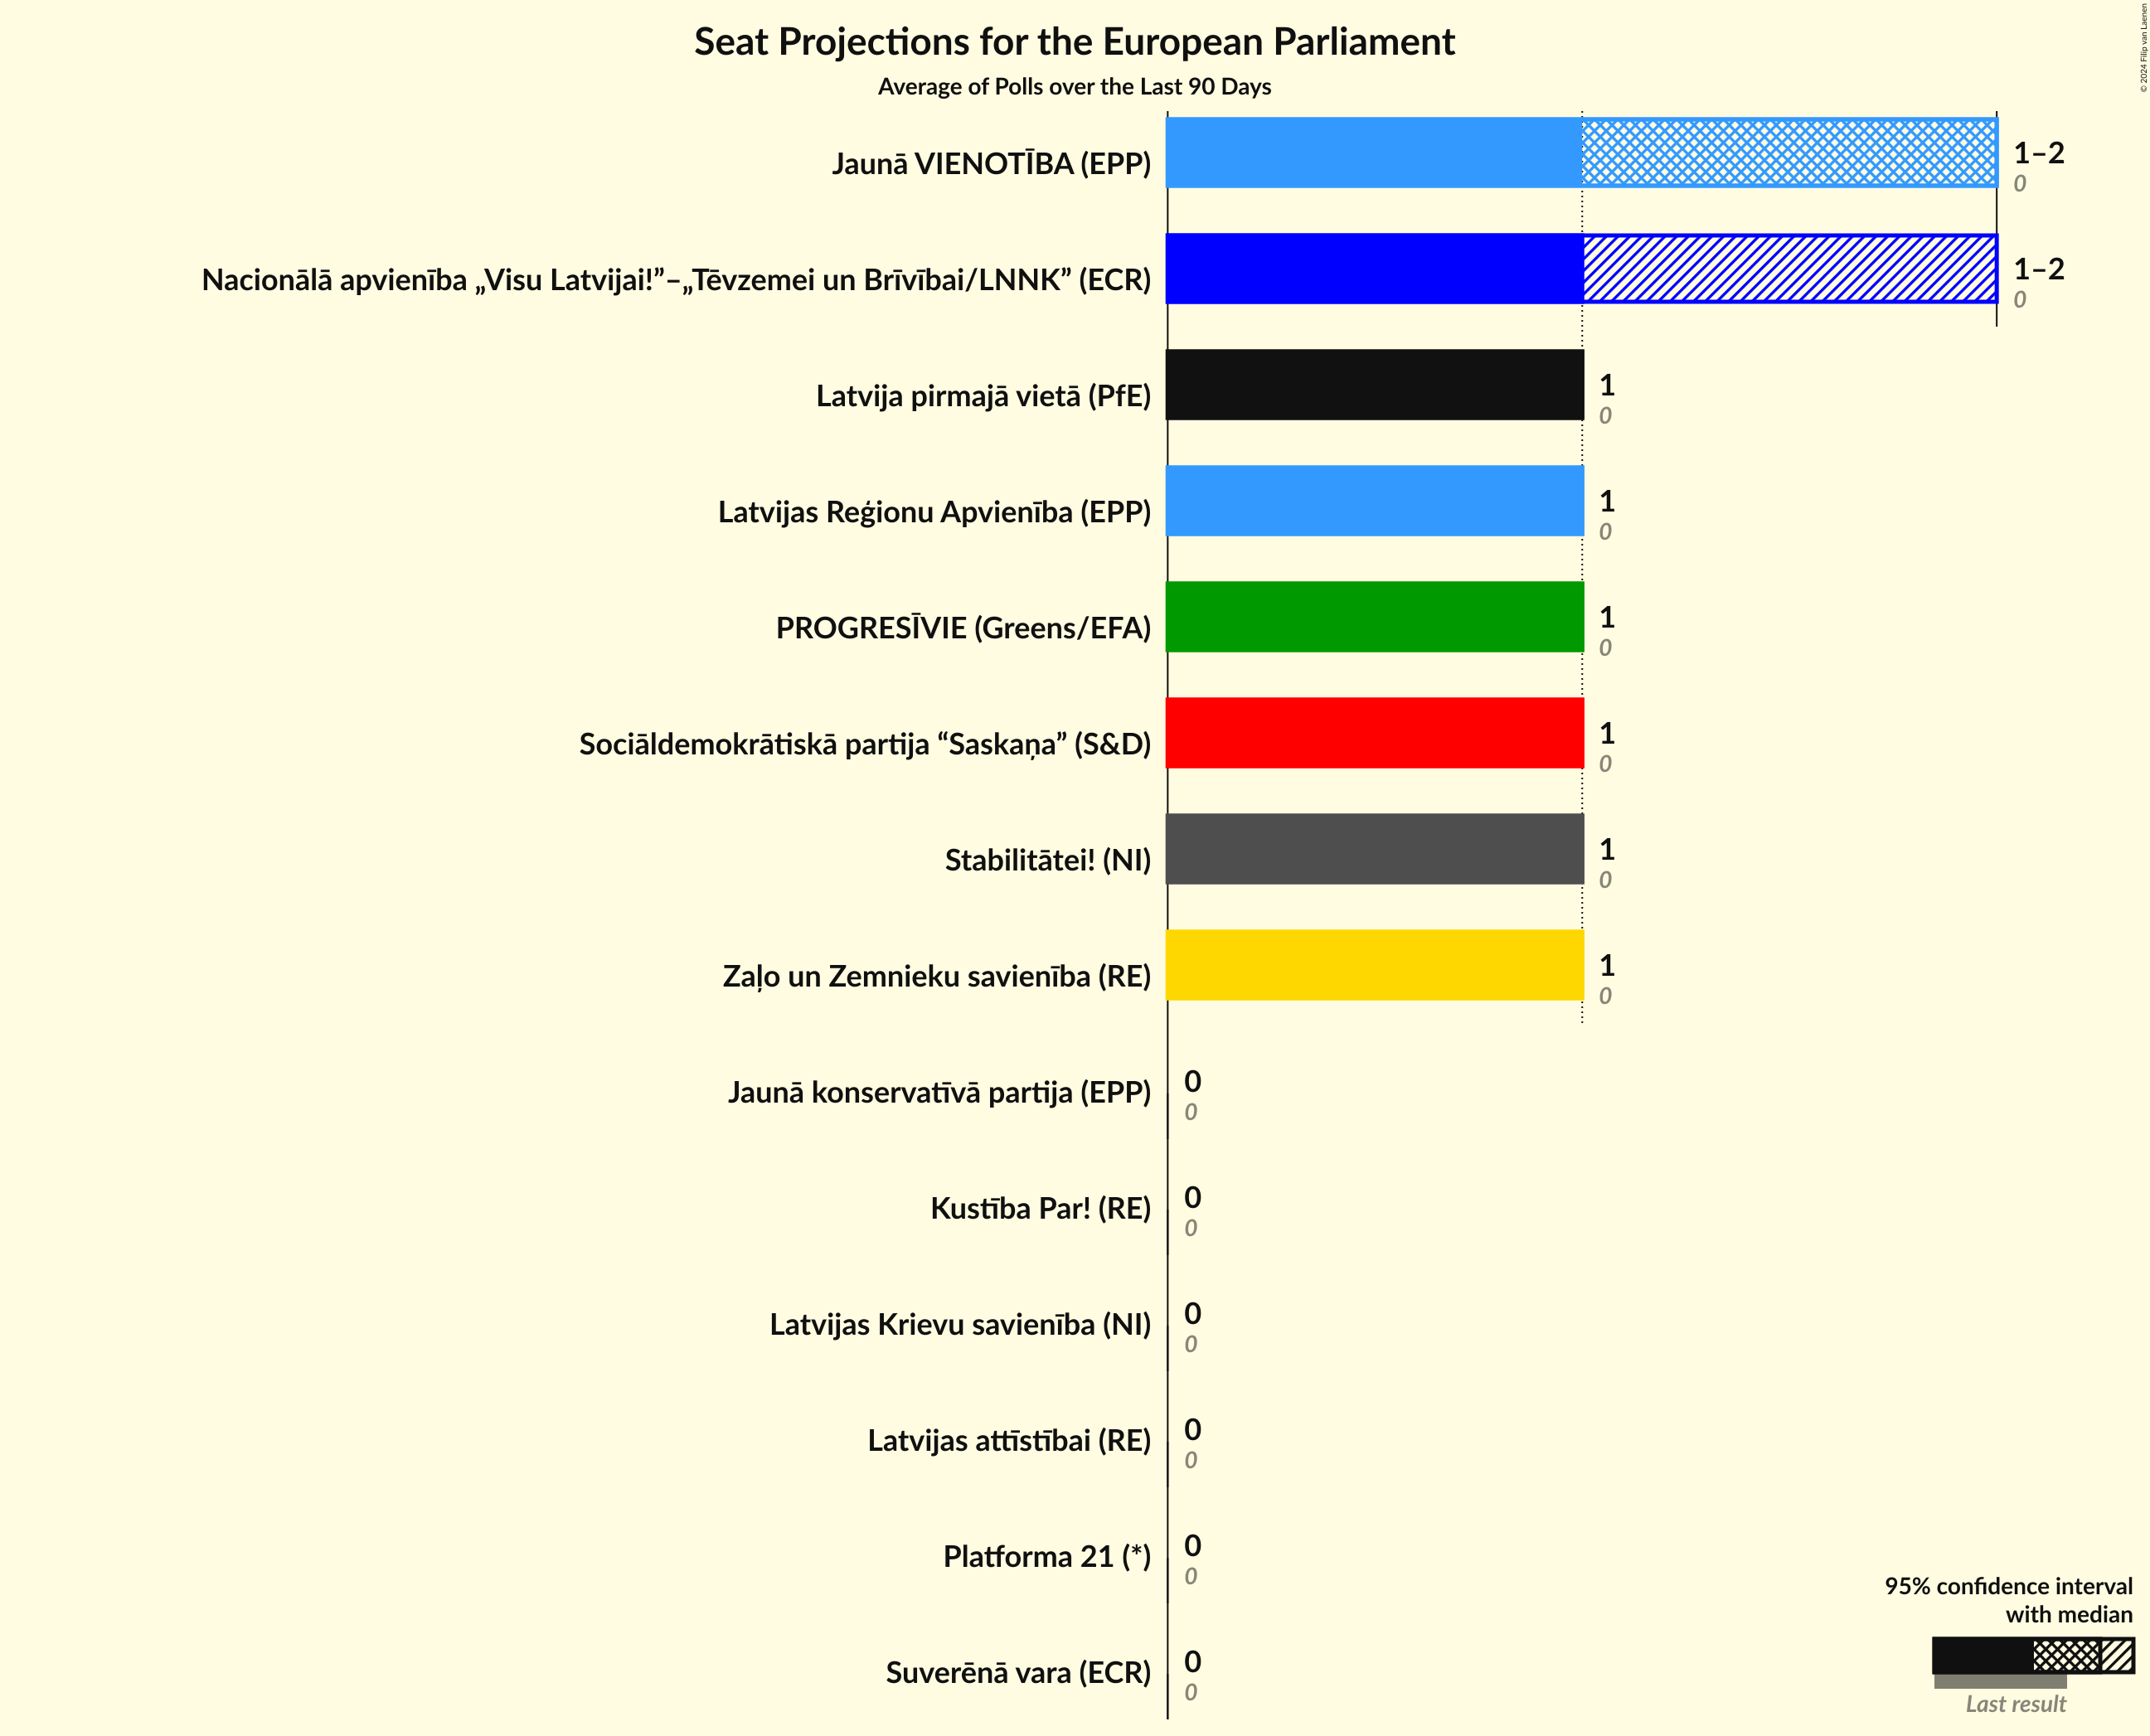 Seat Projections for the European Parliament
Average of Polls over the Last 90 Days
© 2024 Filip van Laenen
Jaunā VIENOTĪBA (EPP)
1–2
0
Nacionālā apvienība „Visu Latvijai!”–„Tēvzemei un Brīvībai/LNNK” (ECR)
1–2
0
Latvija pirmajā vietā (PfE)
1
0
Latvijas Reģionu Apvienība (EPP)
1
0
PROGRESĪVIE (Greens/EFA)
1
0
Sociāldemokrātiskā partija “Saskaņa” (S&D)
1
0
Stabilitātei! (NI)
1
0
Zaļo un Zemnieku savienība (RE)
1
0
Jaunā konservatīvā partija (EPP)
0
0
Kustība Par! (RE)
0
0
Latvijas Krievu savienība (NI)
0
0
Latvijas attīstībai (RE)
0
0
Platforma 21 (*)
0
0
Suverēnā vara (ECR)
0
0
95% confidence interval
with median
Last result